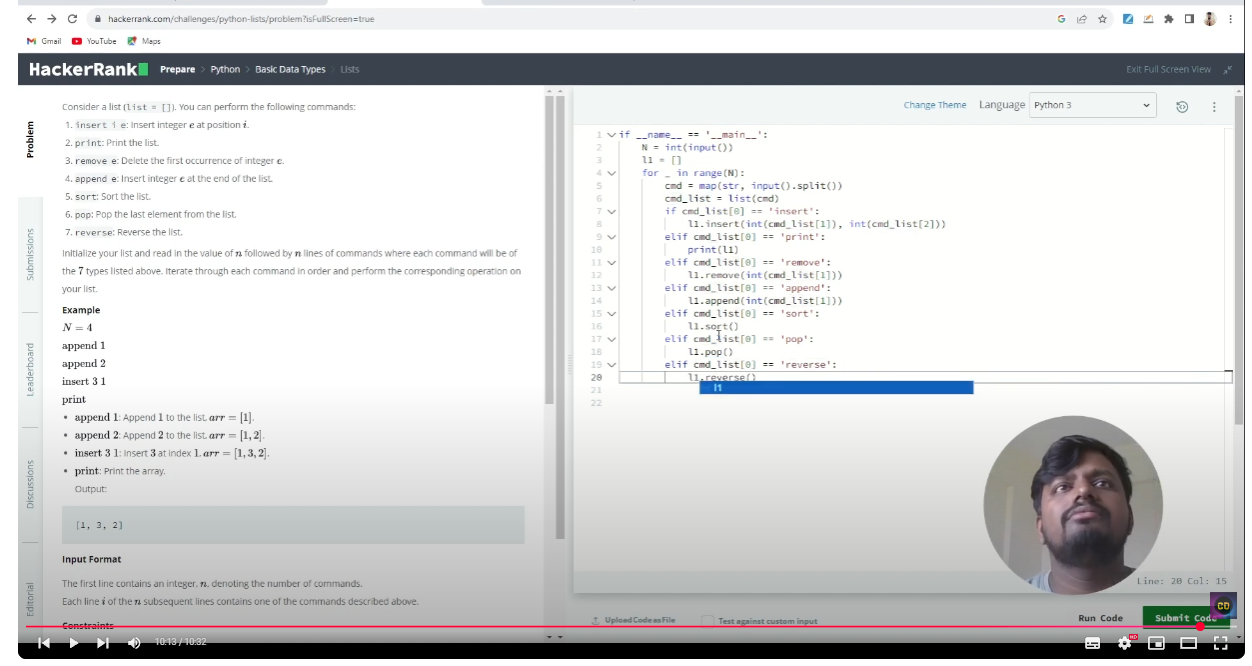 hackerrank.com/challenges/python-lists/problem?isFullScreen=true
Gmail YouTube Maps
HackerRank Prepare > Python > Basic Data Types > Lists
Exit Full Screen View
Problem
Submissions
Leaderboard
Discussions
Editorial
Consider a list (list = []). You can perform the following commands:
1. insert i e: Insert integer e at position i.
2. print: Print the list.
3. remove e: Delete the first occurrence of integer e.
4. append e: Insert integer e at the end of the list.
5. sort: Sort the list.
6. pop: Pop the last element from the list.
7. reverse: Reverse the list.
Initialize your list and read in the value of n followed by n lines of commands where each command will be
of the 7 types listed above. Iterate through each command in order and perform the corresponding operation on
your list.
Example
N = 4
append 1
append 2
insert 3 1
print
• append 1: Append 1 to the list, arr = [1].
• append 2: Append 2 to the list, arr = [1, 2].
• insert 3 1: Insert 3 at index 1, arr = [1, 3, 2].
• print: Print the array.
Output:
[1, 3, 2]
Input Format
The first line contains an integer, n, denoting the number of commands.
Each line i of the n subsequent lines contains one of the commands described above.
Constraints
Change Theme Language Python 3
1 if __name__ == '__main__':
2 N = int(input())
3 l1 = []
4 for _ in range(N):
5 cmd = map(str, input().split())
6 cmd_list = list(cmd)
7 if cmd_list[0] == 'insert':
8 l1.insert(int(cmd_list[1]), int(cmd_list[2]))
9 elif cmd_list[0] == 'print':
10 print(l1)
11 elif cmd_list[0] == 'remove':
12 l1.remove(int(cmd_list[1]))
13 elif cmd_list[0] == 'append':
14 l1.append(int(cmd_list[1]))
15 elif cmd_list[0] == 'sort':
16 l1.sort()
17 elif cmd_list[0] == 'pop':
18 l1.pop()
19 elif cmd_list[0] == 'reverse':
20 l1.reverse()
21 l1
22
Line: 20 Col: 15
CD
Upload Code as File Test against custom input Run Code Submit Code
10:13 / 10:32
HD